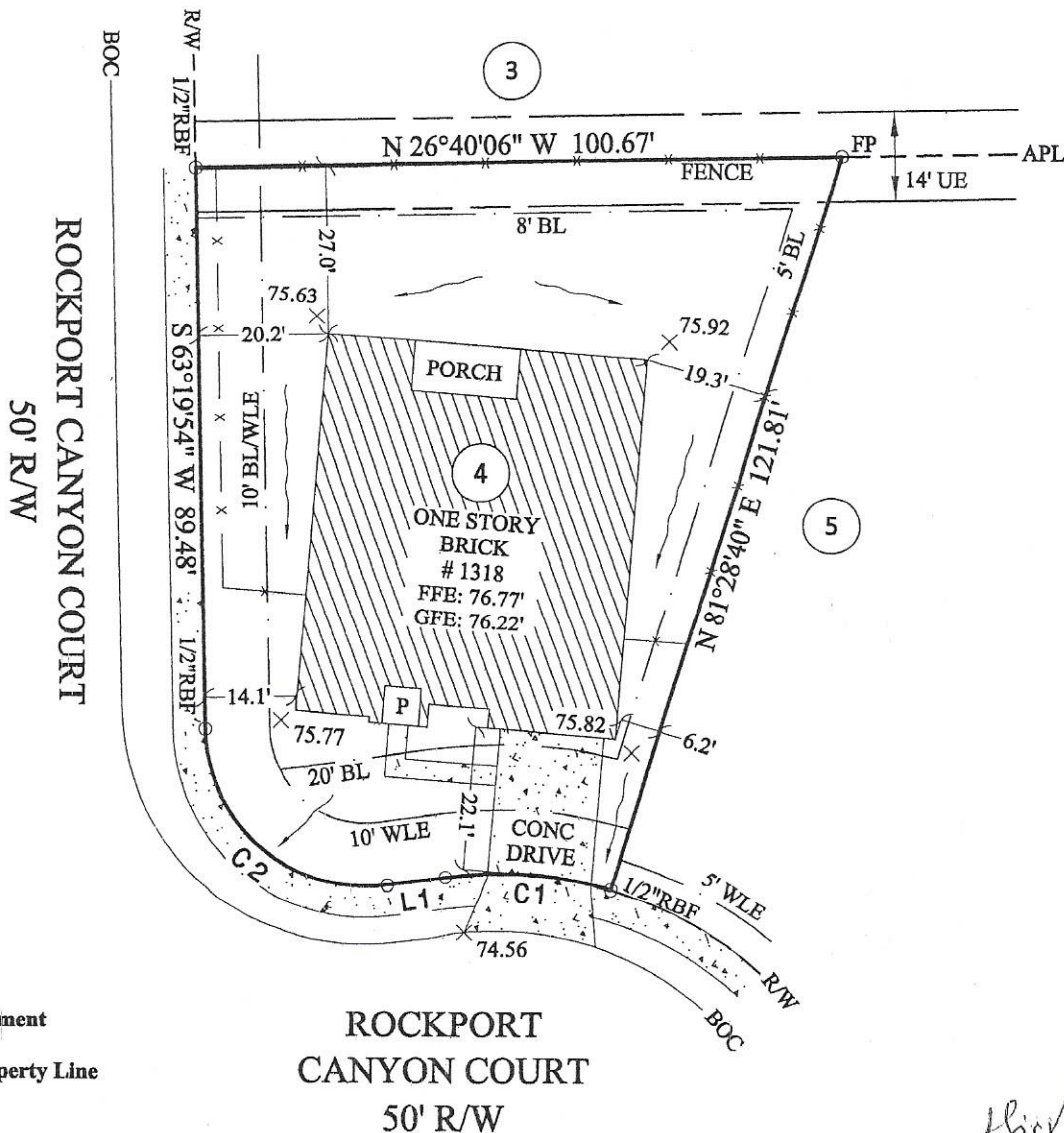 3
R/W
BOC
1/2"RBF
N 26°40'06" W 100.67'
FP
APL
FENCE
14' UE
8' BL
5' BL
27.0'
75.63
75.92
20.2'
19.3'
PORCH
S 63°19'54" W 89.48'
10' BL/WLE
ROCKPORT CANYON COURT
50' R/W
4
ONE STORY
BRICK
# 1318
FFE: 76.77'
GFE: 76.22'
N 81°28'40" E 121.81'
5
1/2"RBF
14.1'
P
75.82
75.77
6.2'
20' BL
22.1'
10' WLE
CONC
DRIVE
C2
L1
C1
1/2"RBF
5' WLE
R/W
74.56
BOC
ment
perty Line
ROCKPORT
CANYON COURT
50' R/W